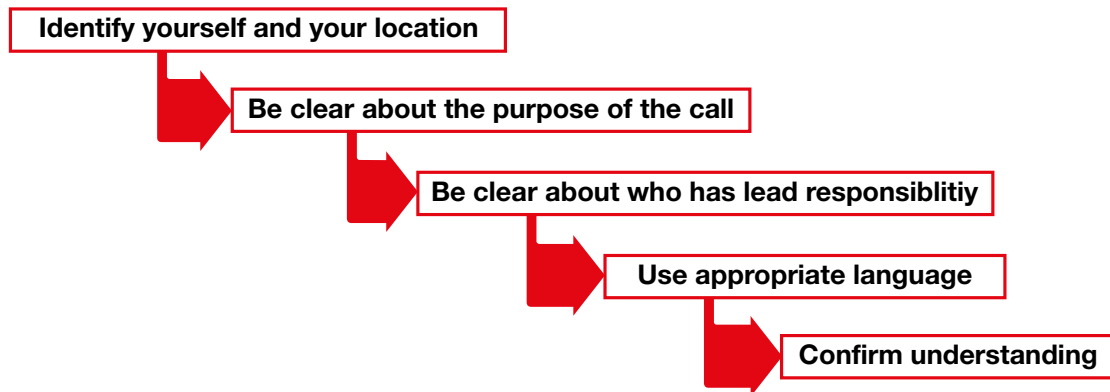 Identify yourself and your location
Be clear about the purpose of the call
Be clear about who has lead responsiblitiy
Use appropriate language
Confirm understanding